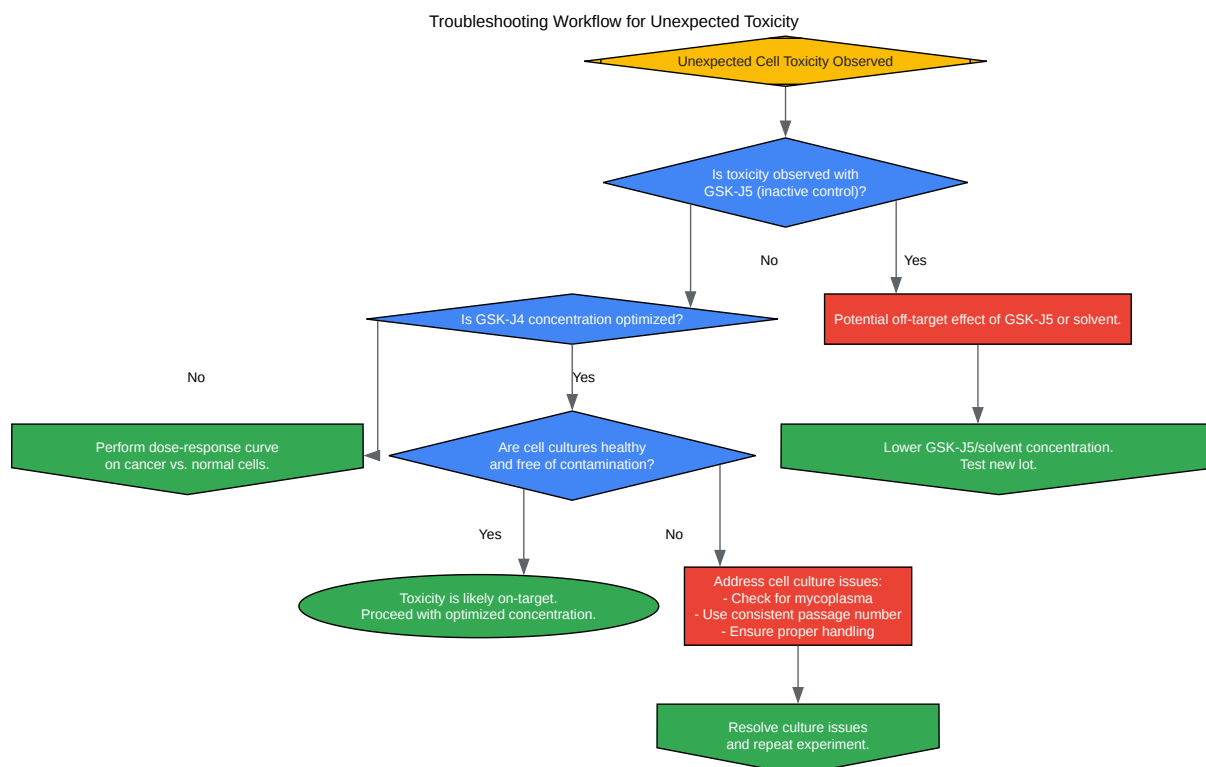 Troubleshooting Workflow for Unexpected Toxicity
Unexpected Cell Toxicity Observed
Is toxicity observed with
GSK-J5 (inactive control)?
No
Yes
Is GSK-J4 concentration optimized?
Potential off-target effect of GSK-J5 or solvent.
No
Yes
Perform dose-response curve
on cancer vs. normal cells.
Are cell cultures healthy
and free of contamination?
Lower GSK-J5/solvent concentration.
Test new lot.
Yes
No
Toxicity is likely on-target.
Proceed with optimized concentration.
Address cell culture issues:
- Check for mycoplasma
- Use consistent passage number
- Ensure proper handling
Resolve culture issues
and repeat experiment.